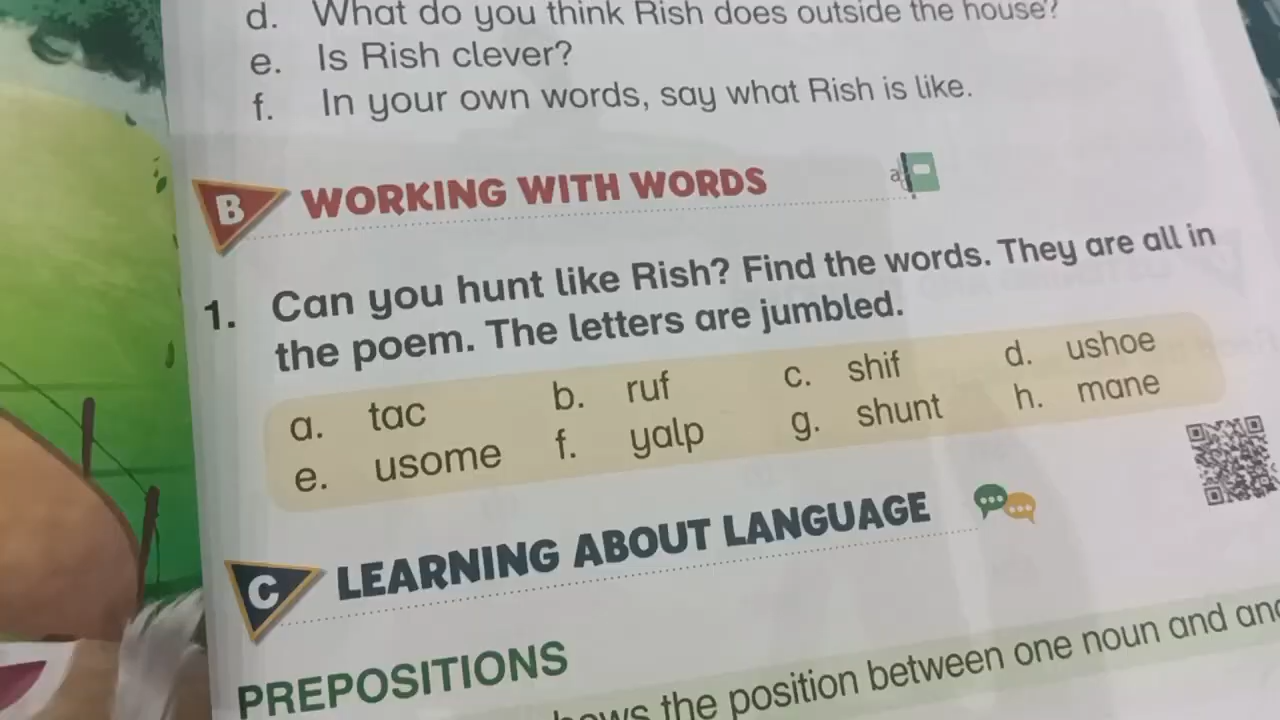 d. What do you think Rish does outside the house?
e. Is Rish clever?
f. In your own words, say what Rish is like.
B WORKING WITH WORDS
1. Can you hunt like Rish? Find the words. They are all in
the poem. The letters are jumbled.
a. tac b. ruf c. shif d. ushoe
e. usome f. yalp g. shunt h. mane
C LEARNING ABOUT LANGUAGE
PREPOSITIONS
the position between one noun and